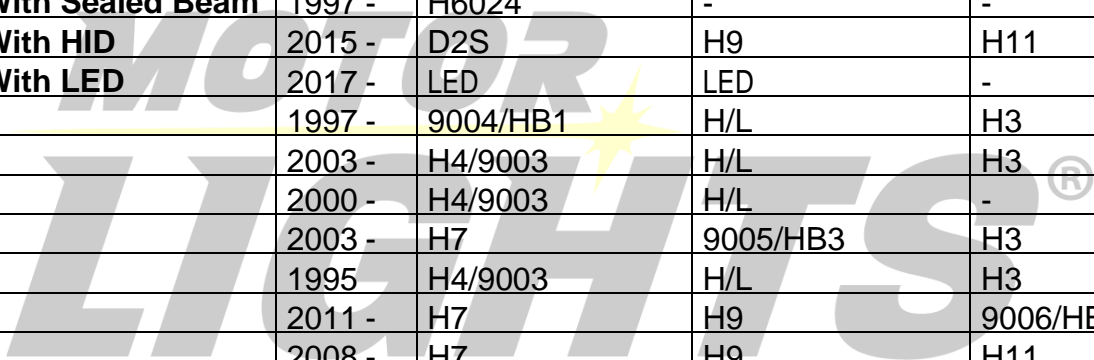 With Sealed Beam 1997 - H6024 - -
With HID 2015 - D2S H9 H11
With LED 2017 - LED LED -
1997 - 9004/HB1 H/L H3
2003 - H4/9003 H/L H3
2000 - H4/9003 H/L -
2003 - H7 9005/HB3 H3
1995 H4/9003 H/L H3
2011 - H7 H9 9006/HB
2008 - H7 H9 H11
MOTOR
LIGHTS®